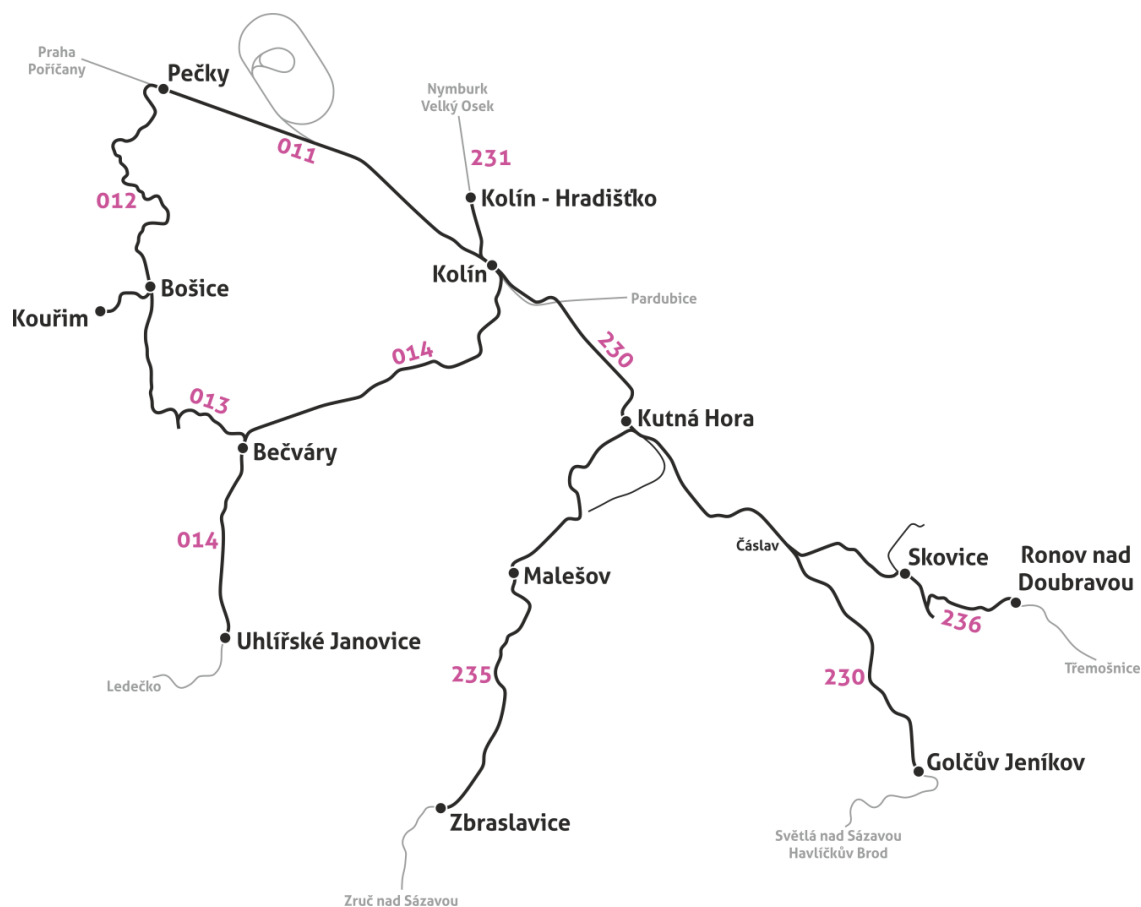 Praha
Poříčany
Pečky
Nymburk
Velký Osek
011
231
012
Kolín - Hradišťko
Kolín
Bošice
Kouřim
Pardubice
014
230
013
Kutná Hora
Bečváry
014
Čáslav
Skovice
Ronov nad
Doubravou
Malešov
236
Uhlířské Janovice
Třemošnice
235
230
Ledečko
Golčův Jeníkov
Zbraslavice
Světlá nad Sázavou
Havlíčkův Brod
Zruč nad Sázavou